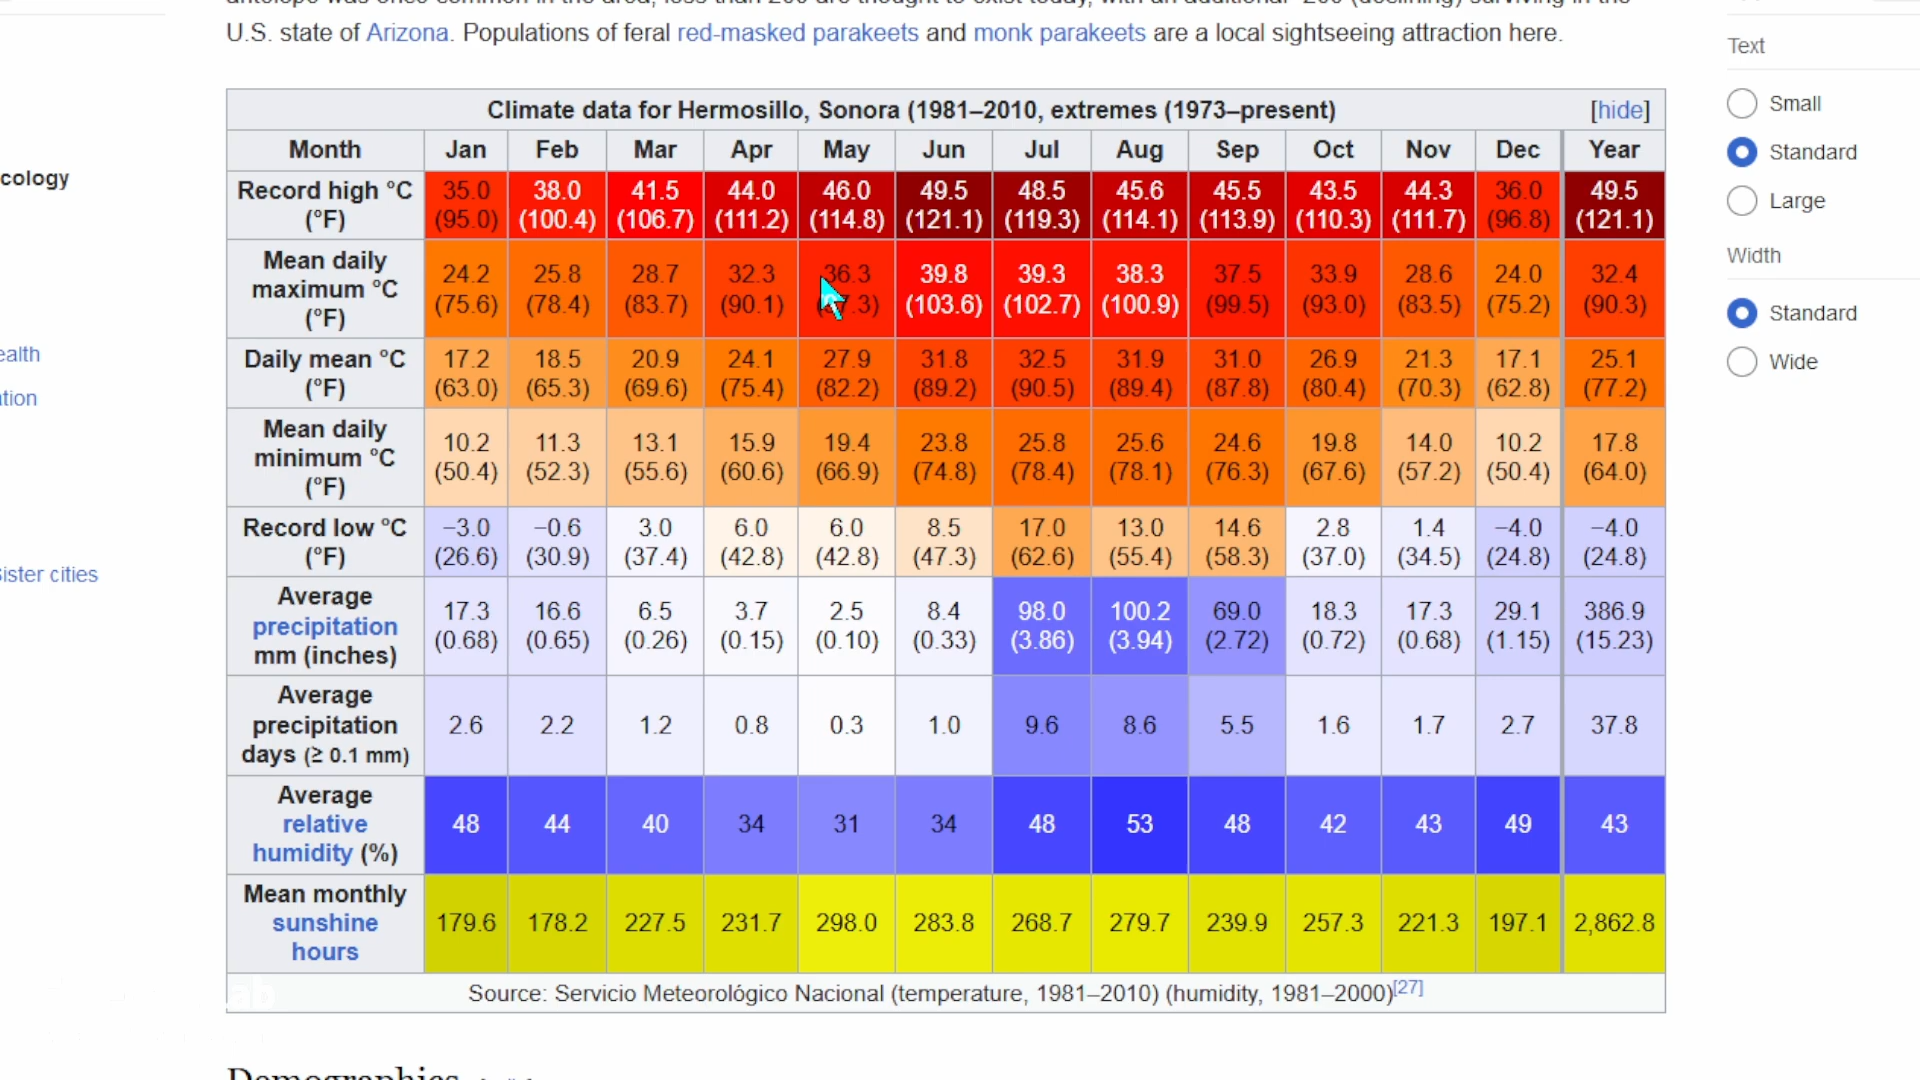 U.S. state of Arizona. Populations of feral red-masked parakeets and monk parakeets are a local sightseeing attraction here.
Climate data for Hermosillo, Sonora (1981–2010, extremes (1973–present) [hide]
Month Jan Feb Mar Apr May Jun Jul Aug Sep Oct Nov Dec Year
Record high °C 35.0 38.0 41.5 44.0 46.0 49.5 48.5 45.6 45.5 43.5 44.3 36.0 49.5
(°F) (95.0) (100.4) (106.7) (111.2) (114.8) (121.1) (119.3) (114.1) (113.9) (110.3) (111.7) (96.8) (121.1)
Mean daily
maximum °C 24.2 25.8 28.7 32.3 36.3 39.8 39.3 38.3 37.5 33.9 28.6 24.0 32.4
(°F) (75.6) (78.4) (83.7) (90.1) (103.6) (102.7) (100.9) (99.5) (93.0) (83.5) (75.2) (90.3)
Daily mean °C 17.2 18.5 20.9 24.1 27.9 31.8 32.5 31.9 31.0 26.9 21.3 17.1 25.1
(°F) (63.0) (65.3) (69.6) (75.4) (82.2) (89.2) (90.5) (89.4) (87.8) (80.4) (70.3) (62.8) (77.2)
Mean daily
minimum °C 10.2 11.3 13.1 15.9 19.4 23.8 25.8 25.6 24.6 19.8 14.0 10.2 17.8
(°F) (50.4) (52.3) (55.6) (60.6) (66.9) (74.8) (78.4) (78.1) (76.3) (67.6) (57.2) (50.4) (64.0)
Record low °C −3.0 −0.6 3.0 6.0 6.0 8.5 17.0 13.0 14.6 2.8 1.4 −4.0 −4.0
(°F) (26.6) (30.9) (37.4) (42.8) (42.8) (47.3) (62.6) (55.4) (58.3) (37.0) (34.5) (24.8) (24.8)
Average
precipitation 17.3 16.6 6.5 3.7 2.5 8.4 98.0 100.2 69.0 18.3 17.3 29.1 386.9
mm (inches) (0.68) (0.65) (0.26) (0.15) (0.10) (0.33) (3.86) (3.94) (2.72) (0.72) (0.68) (1.15) (15.23)
Average
precipitation 2.6 2.2 1.2 0.8 0.3 1.0 9.6 8.6 5.5 1.6 1.7 2.7 37.8
days (≥ 0.1 mm)
Average
relative 48 44 40 34 31 34 48 53 48 42 43 49 43
humidity (%)
Mean monthly
sunshine 179.6 178.2 227.5 231.7 298.0 283.8 268.7 279.7 239.9 257.3 221.3 197.1 2,862.8
hours
Source: Servicio Meteorológico Nacional (temperature, 1981–2010) (humidity, 1981–2000)[27]
Demographics
cology
ealth
ation
ister cities
Text
Small
Standard
Large
Width
Standard
Wide